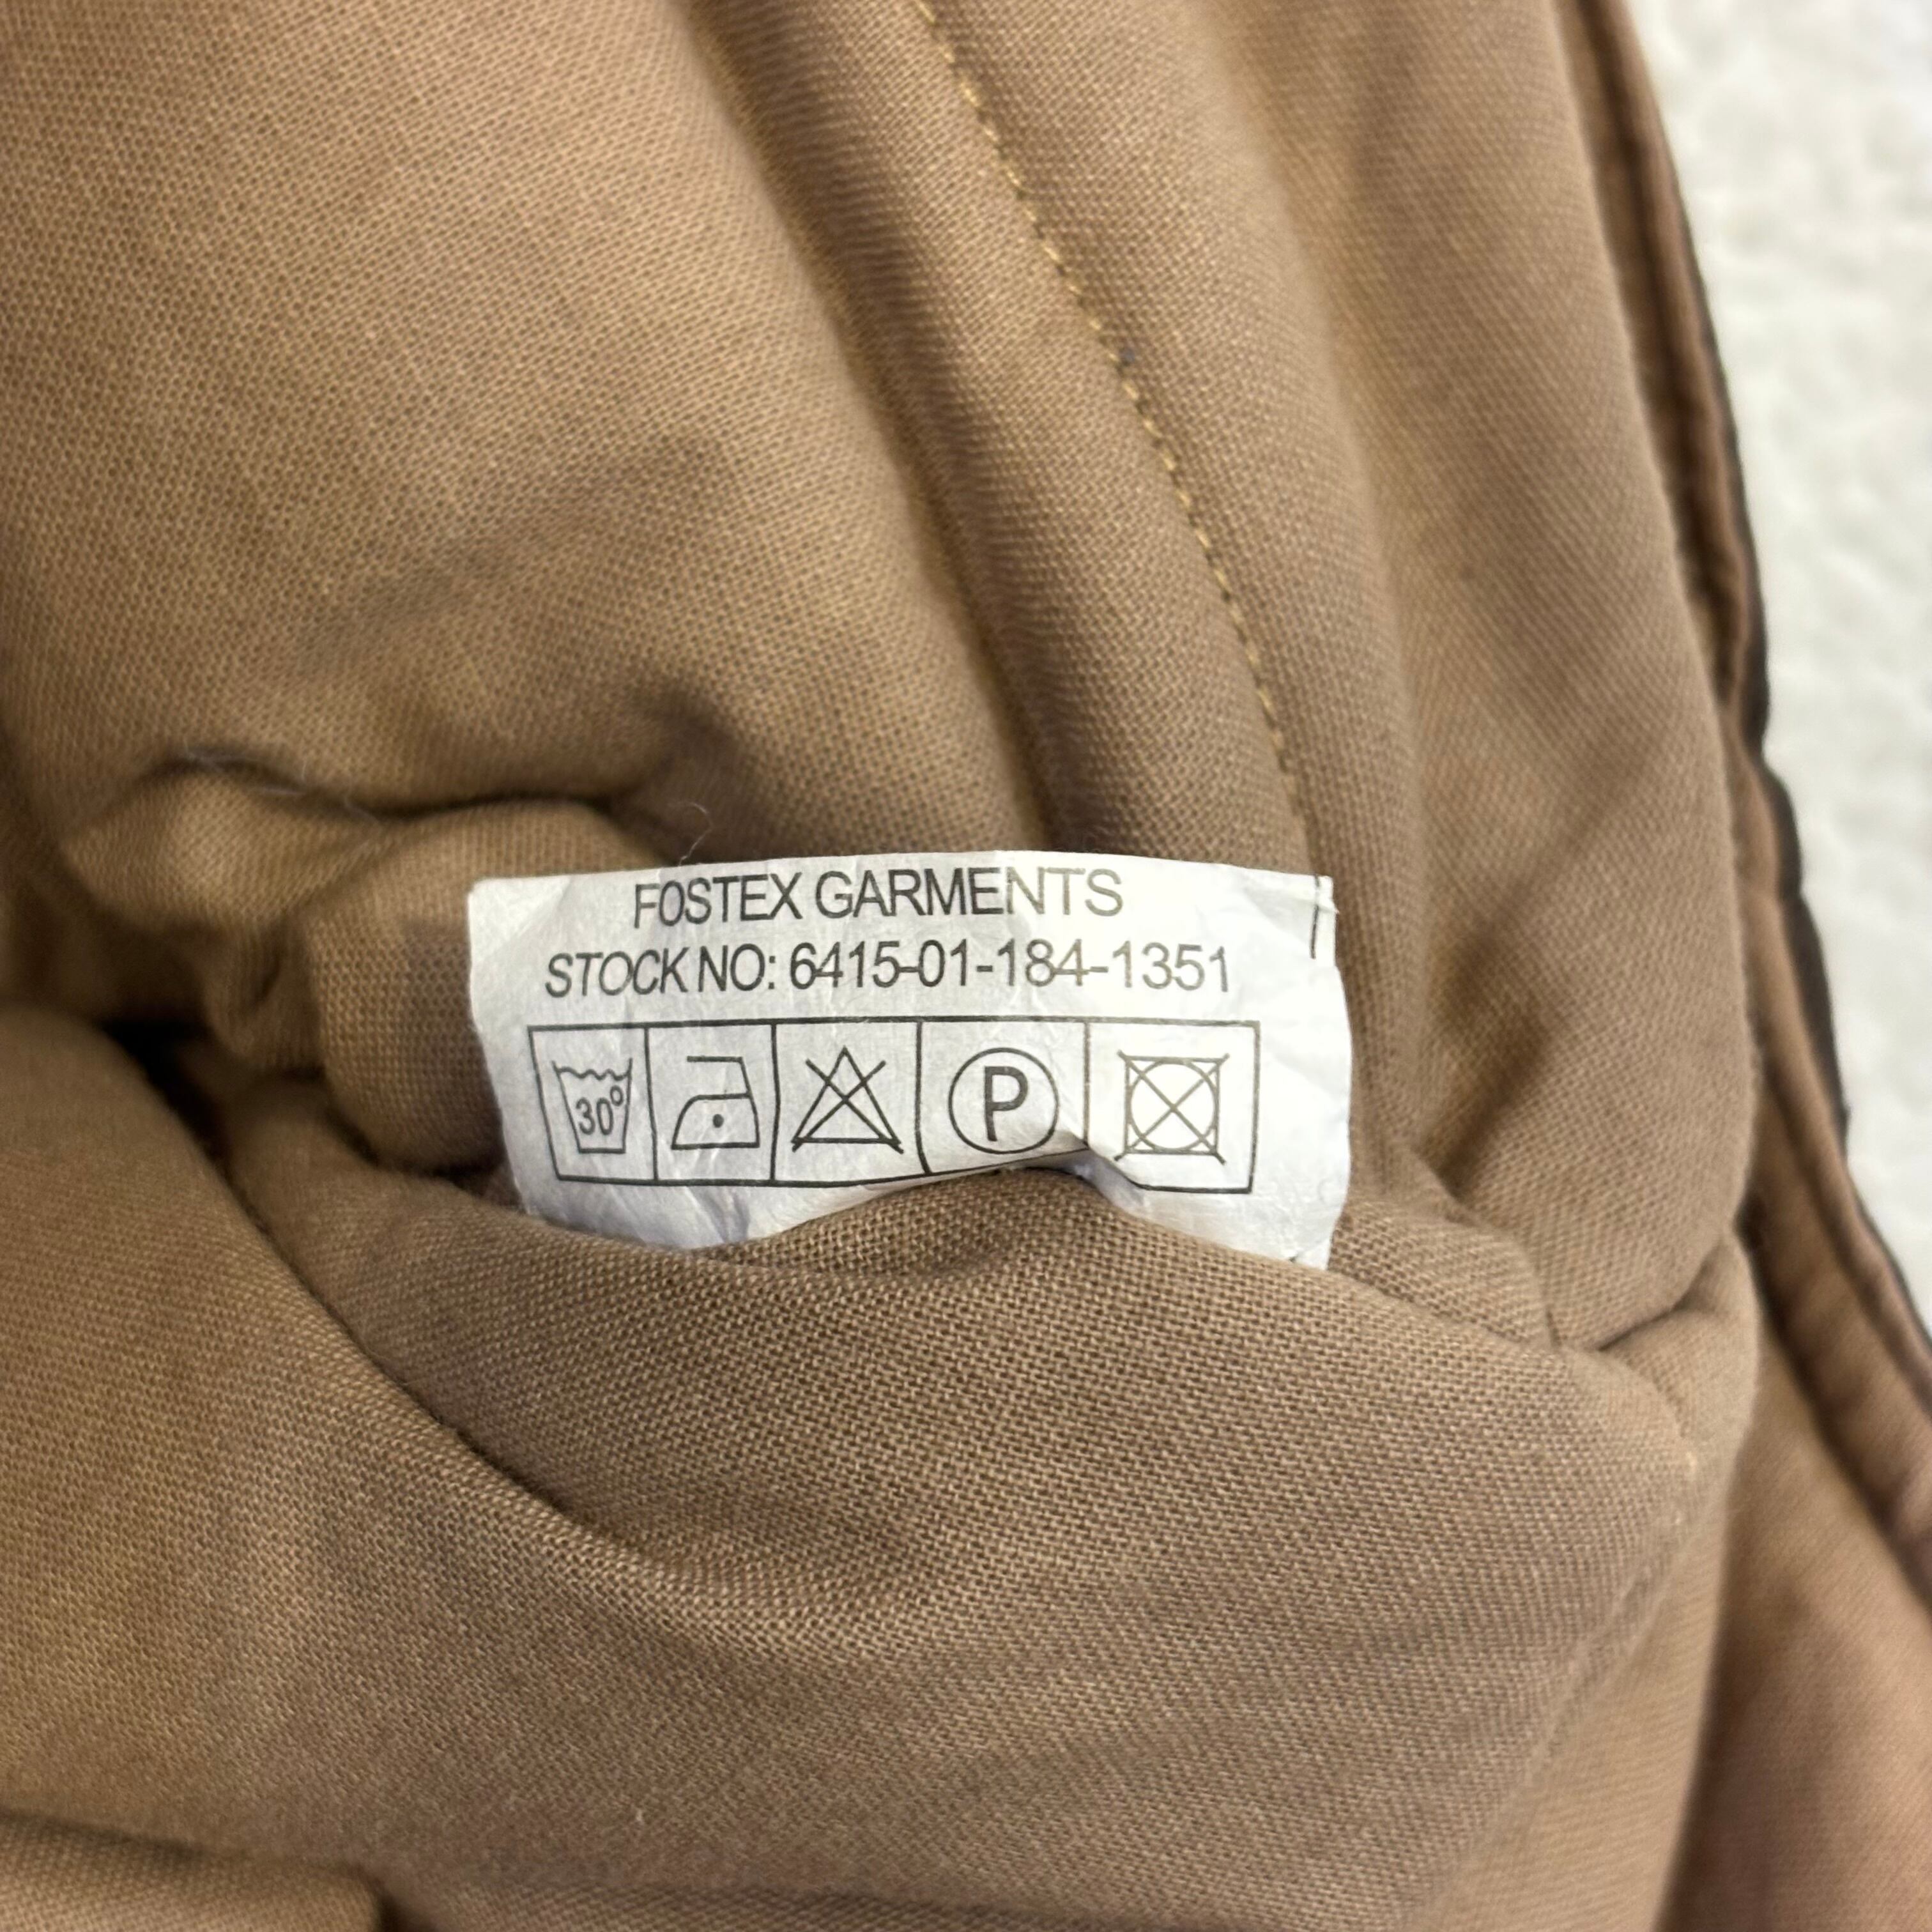 FOSTEX GARMENTS
STOCK NO: 6415-01-184-1351
30°
P